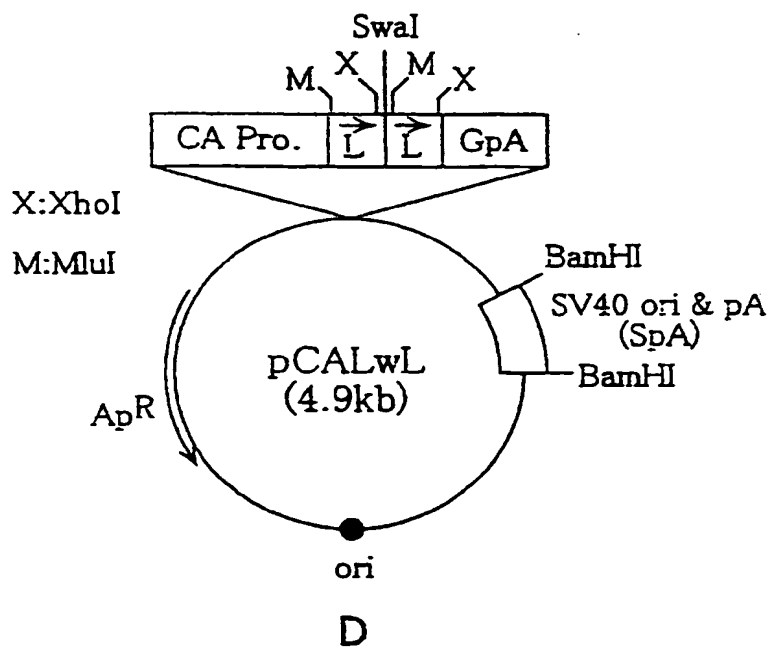 SwaI
M X M X
CA Pro. L L GpA
X:XhoI
M:MluI
BamHI
SV40 ori & pA
(SpA)
BamHI
pCALwL
(4.9kb)
ApR
ori
D